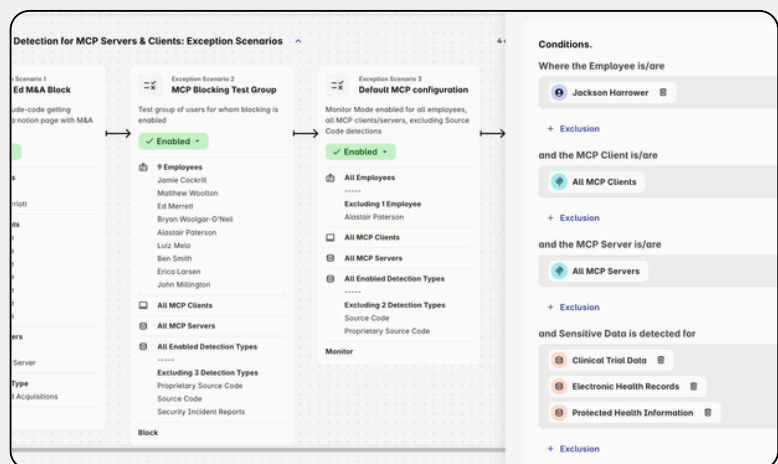 Detection for MCP Servers & Clients: Exception Scenarios
4
Scenario 1
Ed M&A Block
ude-code getting
a notion page with M&A
Server
Type
d Acquisitions
Exception Scenario 2
MCP Blocking Test Group
Test group of users for whom blocking is
enabled
Enabled
9 Employees
Jamie Cockrill
Matthew Wootton
Ed Merrett
Bryan Woolgar-O'Neil
Alastair Paterson
Luiz Melo
Ben Smith
Erica Larsen
John Millington
All MCP Clients
All MCP Servers
All Enabled Detection Types
-----
Excluding 3 Detection Types
Proprietary Source Code
Source Code
Security Incident Reports
Block
Exception Scenario 3
Default MCP configuration
Monitor Mode enabled for all employees,
all MCP clients/servers, excluding Source
Code detections
Enabled
All Employees
-----
Excluding 1 Employee
Alastair Paterson
All MCP Clients
All MCP Servers
All Enabled Detection Types
-----
Excluding 2 Detection Types
Source Code
Proprietary Source Code
Monitor
Conditions.
Where the Employee is/are
Jackson Harrower
+ Exclusion
and the MCP Client is/are
All MCP Clients
+ Exclusion
and the MCP Server is/are
All MCP Servers
+ Exclusion
and Sensitive Data is detected for
Clinical Trial Data
Electronic Health Records
Protected Health Information
+ Exclusion